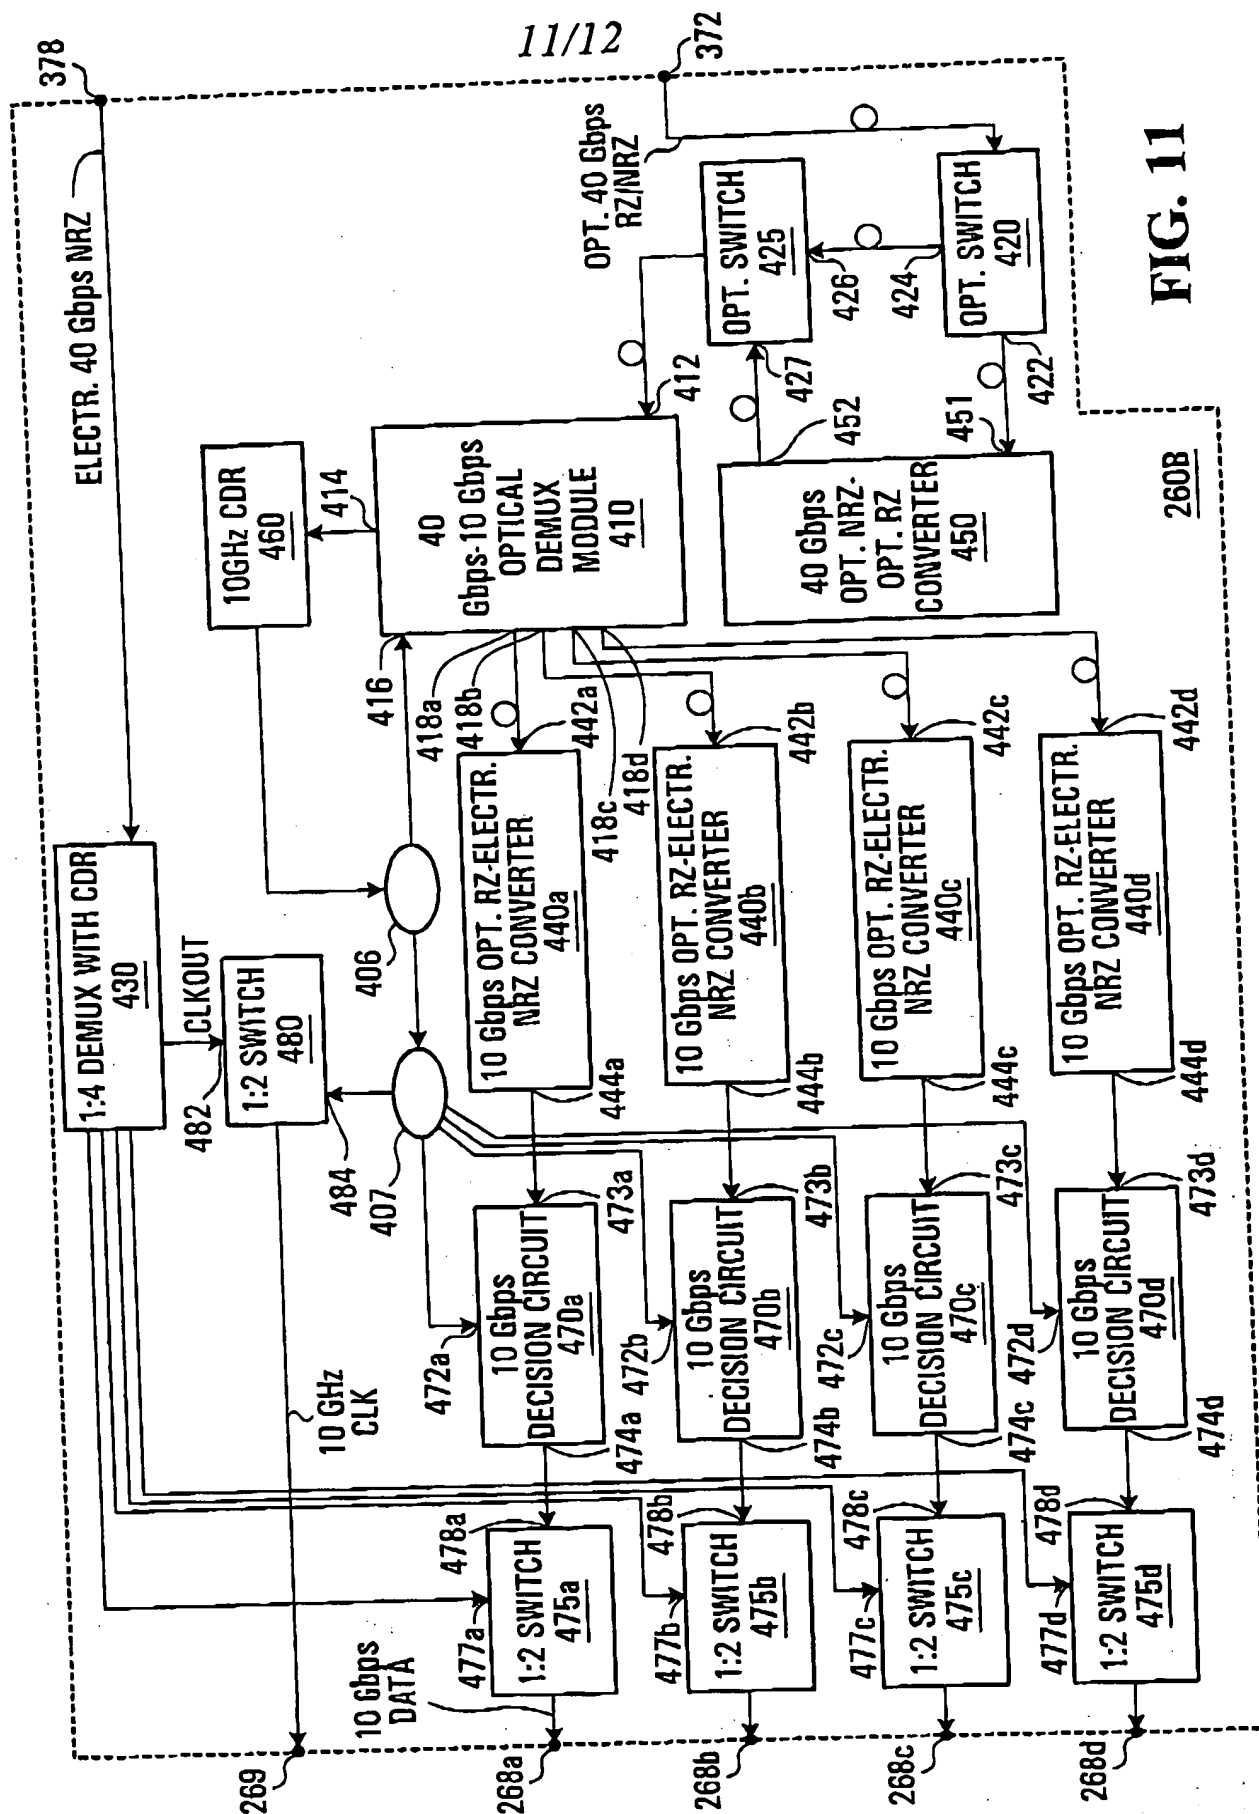 11/12
378
ELECTR. 40 Gbps NRZ
372
OPT. 40 Gbps
RZ/NRZ
1:4 DEMUX WITH CDR
430
CLKOUT
482
1:2 SWITCH
480
484
10 GHz
CLK
269
10GHz CDR
460
414
406
407
416
40
Gbps-10 Gbps
OPTICAL
DEMUX
MODULE
410
412
418a
418b
418c
418d
OPT. SWITCH
425
426
427
424
OPT. SWITCH
420
422
451
452
40 Gbps
OPT. NRZ-
OPT. RZ
CONVERTER
450
442a
10 Gbps OPT. RZ-ELECTR.
NRZ CONVERTER
440a
444a
442b
10 Gbps OPT. RZ-ELECTR.
NRZ CONVERTER
440b
444b
442c
10 Gbps OPT. RZ-ELECTR.
NRZ CONVERTER
440c
444c
442d
10 Gbps OPT. RZ-ELECTR.
NRZ CONVERTER
440d
444d
472a
473a
10 Gbps
DECISION CIRCUIT
470a
474a
472b
473b
10 Gbps
DECISION CIRCUIT
470b
474b
472c
473c
10 Gbps
DECISION CIRCUIT
470c
474c
472d
473d
10 Gbps
DECISION CIRCUIT
470d
474d
477a
478a
1:2 SWITCH
475a
10 Gbps
DATA
268a
477b
478b
1:2 SWITCH
475b
268b
477c
478c
1:2 SWITCH
475c
268c
477d
478d
1:2 SWITCH
475d
268d
260B
FIG. 11